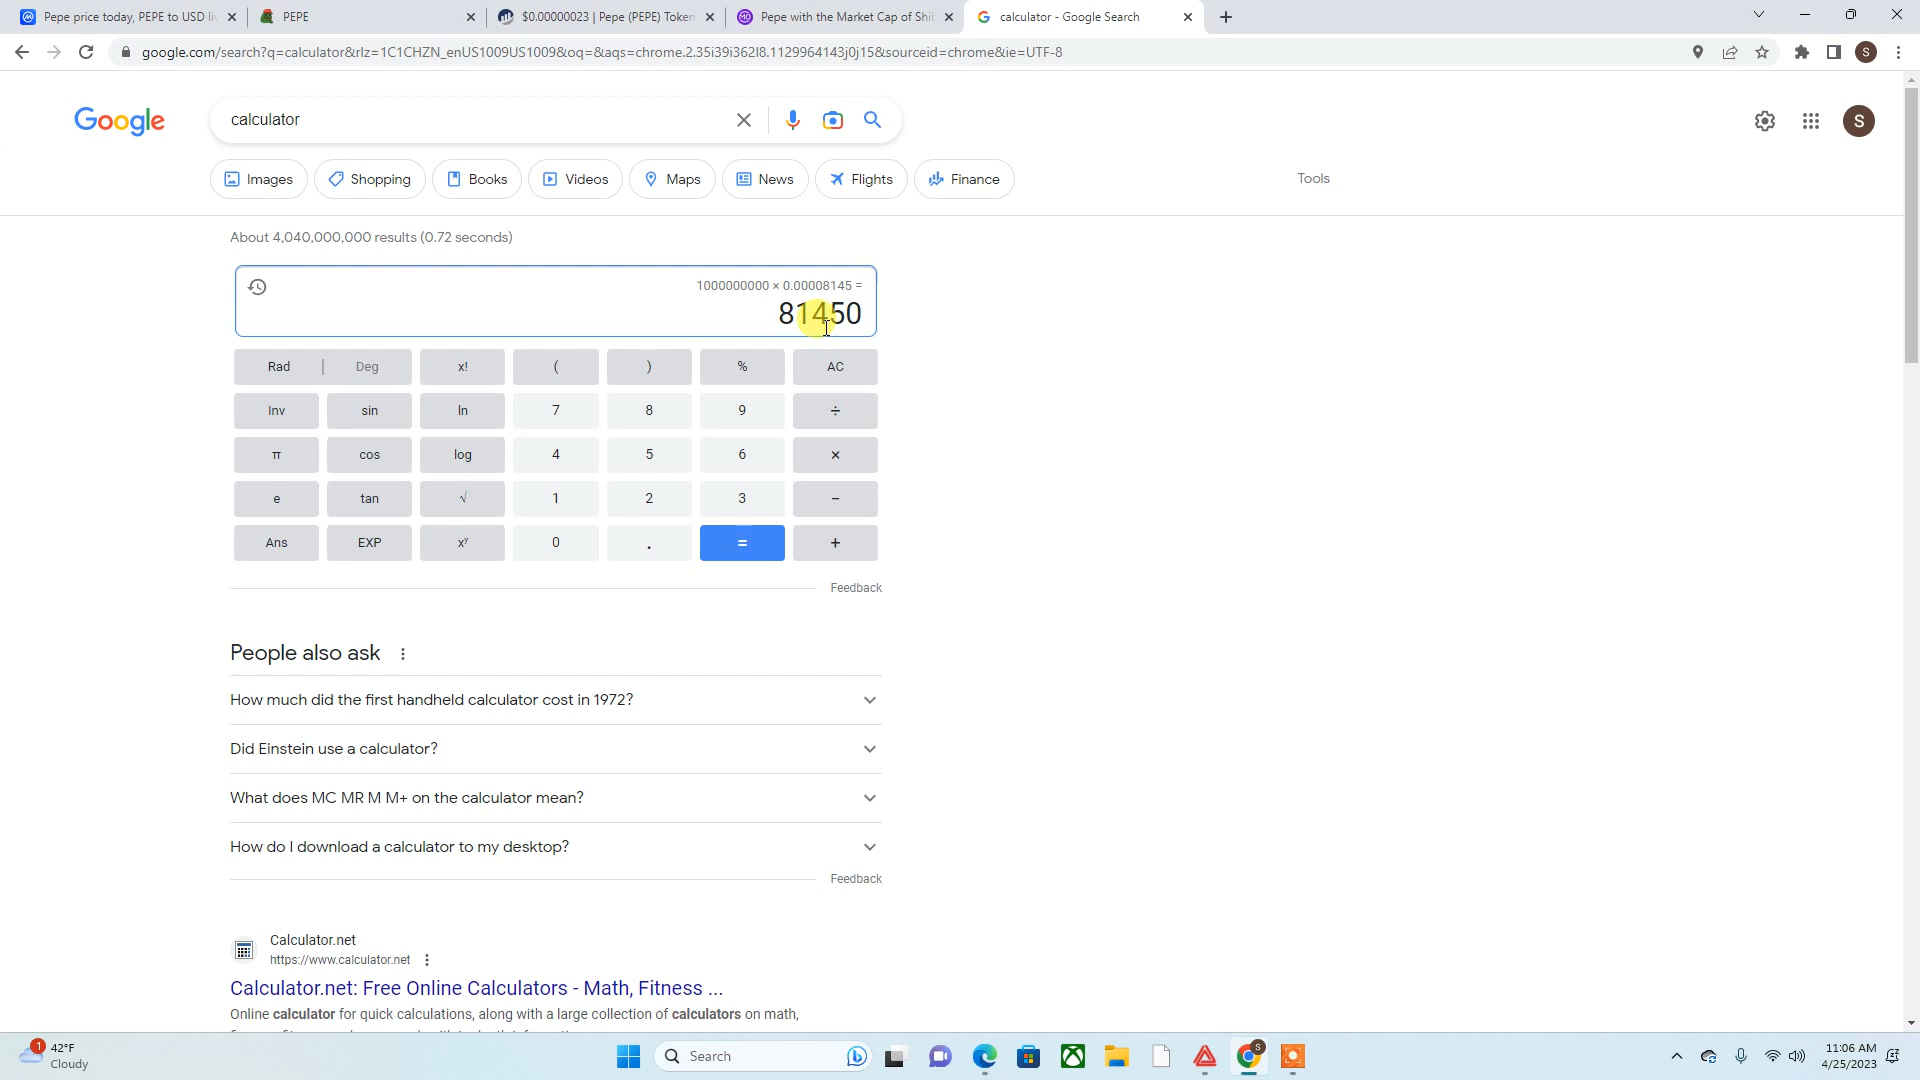 Pepe price today, PEPE to USD li
PEPE
$0.00000023 | Pepe (PEPE) Token
Pepe with the Market Cap of Shib
calculator - Google Search
google.com/search?q=calculator&rlz=1C1CHZN_enUS1009US1009&oq=&aqs=chrome.2.35i39i362l8.1129964143j0j15&sourceid=chrome&ie=UTF-8
S
Google
calculator
S
Images
Shopping
Books
Videos
Maps
News
Flights
Finance
Tools
About 4,040,000,000 results (0.72 seconds)
1000000000 × 0.00008145 =
81450
Rad | Deg x! ( ) % AC
Inv sin ln 7 8 9 ÷
π cos log 4 5 6 ×
e tan √ 1 2 3 −
Ans EXP xʸ 0 . = +
Feedback
People also ask
How much did the first handheld calculator cost in 1972?
Did Einstein use a calculator?
What does MC MR M M+ on the calculator mean?
How do I download a calculator to my desktop?
Feedback
Calculator.net
https://www.calculator.net
Calculator.net: Free Online Calculators - Math, Fitness ...
Online calculator for quick calculations, along with a large collection of calculators on math,
1
42°F
Cloudy
Search
S
11:06 AM
4/25/2023